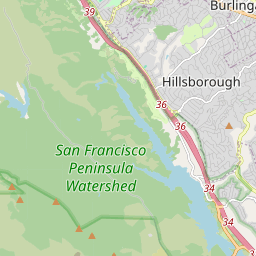 Burlinga
39
Hillsborough
36
36
San Francisco
Peninsula
Watershed
34
34